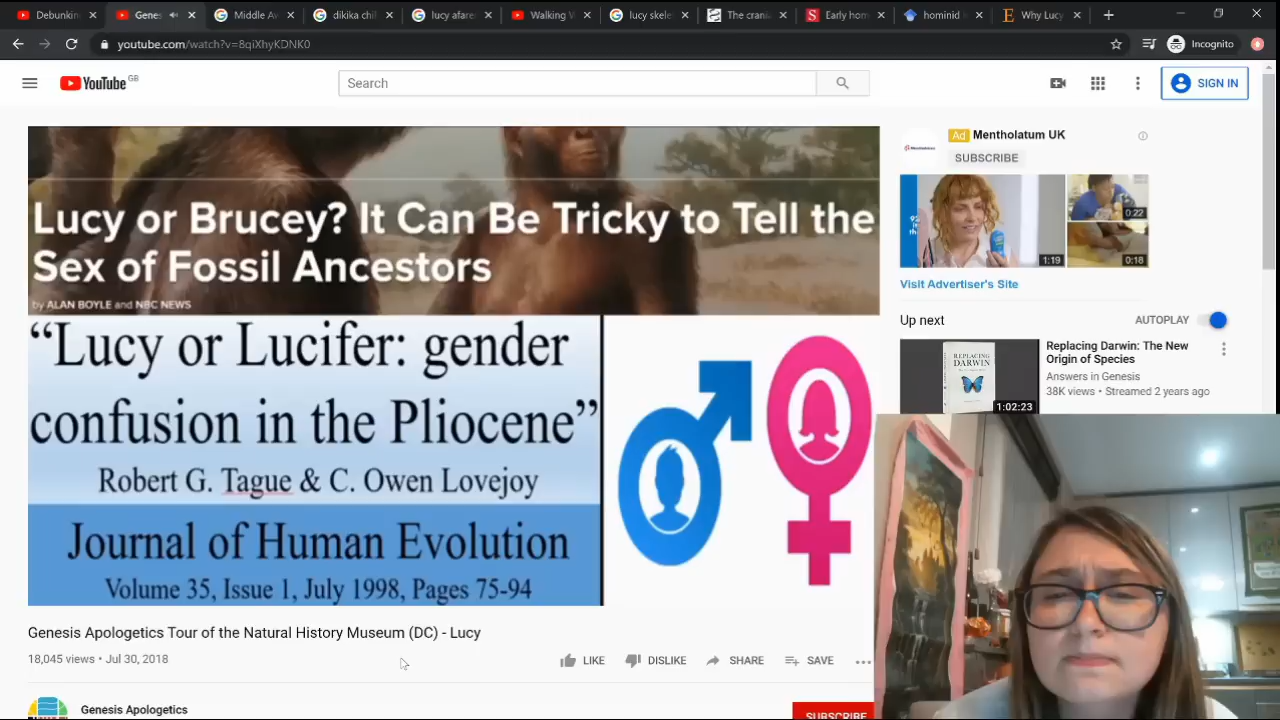 Debunkin
Genes
Middle Av
dikika chil
lucy afare
Walking W
lucy skele
The crania
Early hom
hominid
Why Lucy
youtube.com/watch?v=8qiXhyKDNK0
Incognito
YouTube GB
Search
SIGN IN
Lucy or Brucey? It Can Be Tricky to Tell the
Sex of Fossil Ancestors
by ALAN BOYLE and NBC NEWS
“Lucy or Lucifer: gender
confusion in the Pliocene”
Robert G. Tague & C. Owen Lovejoy
Journal of Human Evolution
Volume 35, Issue 1, July 1998, Pages 75-94
Ad Mentholatum UK
SUBSCRIBE
0:22
1:19
0:18
Visit Advertiser's Site
Up next
AUTOPLAY
REPLACING
DARWIN
1:02:23
Replacing Darwin: The New
Origin of Species
Answers in Genesis
38K views • Streamed 2 years ago
Genesis Apologetics Tour of the Natural History Museum (DC) - Lucy
18,045 views • Jul 30, 2018
LIKE
DISLIKE
SHARE
SAVE
Genesis Apologetics
SUBSCRIBE